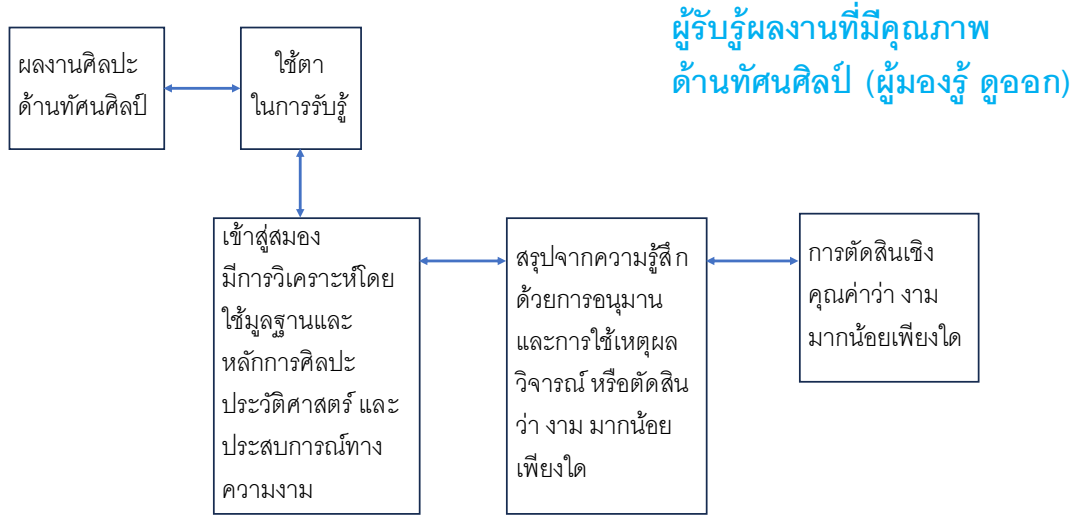 ผู้รับรู้ผลงานที่มีคุณภาพ
ด้านทัศนศิลป์ (ผู้มองรู้ ดูออก)
ผลงานศิลปะ
ด้านทัศนศิลป์
ใช้ตา
ในการรับรู้
เข้าสู่สมอง
มีการวิเคราะห์โดย
ใช้มูลฐานและ
หลักการศิลปะ
ประวัติศาสตร์ และ
ประสบการณ์ทาง
ความงาม
สรุปจากความรู้สึก
ด้วยการอนุมาน
และการใช้เหตุผล
วิจารณ์ หรือตัดสิน
ว่า งาม มากน้อย
เพียงใด
การตัดสินเชิง
คุณค่าว่า งาม
มากน้อยเพียงใด